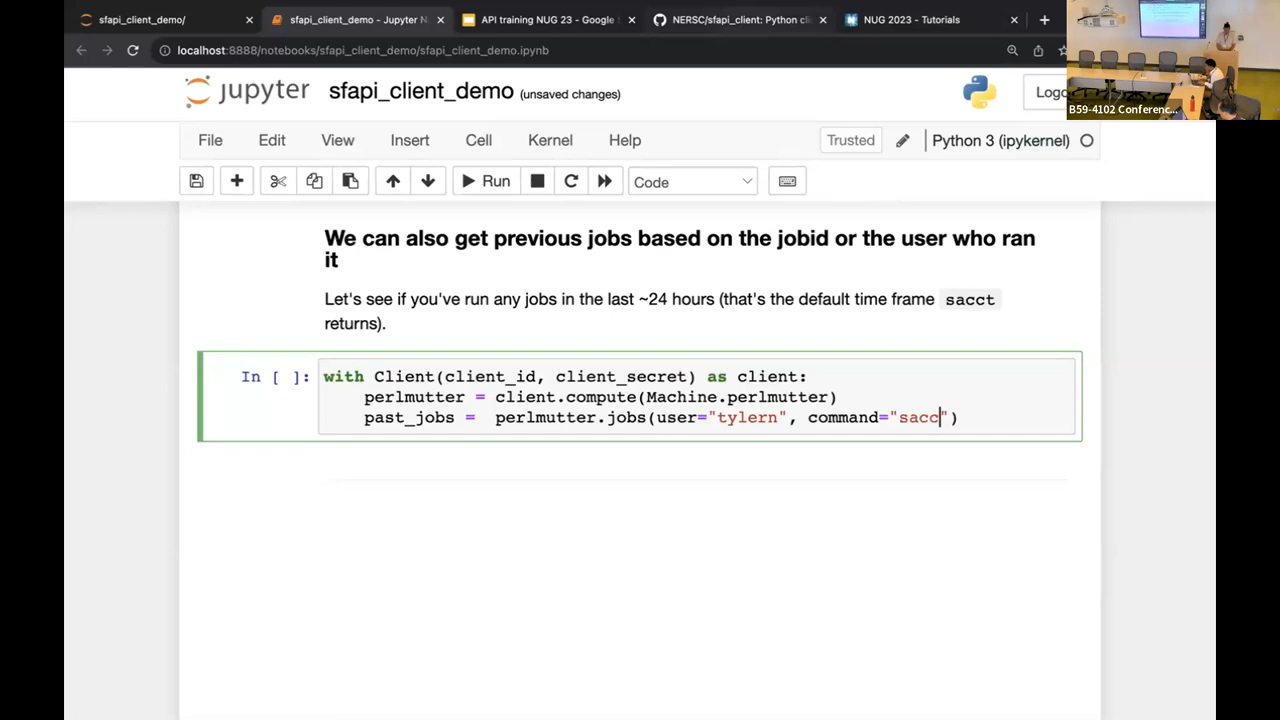 sfapi_client_demo/
sfapi_client_demo - Jupyter N
API training NUG 23 - Google
NERSC/sfapi_client: Python cli
NUG 2023 - Tutorials
localhost:8888/notebooks/sfapi_client_demo/sfapi_client_demo.ipynb
B59-4102 Conferenc...
jupyter sfapi_client_demo (unsaved changes)
Logo
File Edit View Insert Cell Kernel Help
Trusted
Python 3 (ipykernel)
Run
Code
We can also get previous jobs based on the jobid or the user who ran
it
Let's see if you've run any jobs in the last ~24 hours (that's the default time frame sacct
returns).
In [ ]: with Client(client_id, client_secret) as client:
perlmutter = client.compute(Machine.perlmutter)
past_jobs =  perlmutter.jobs(user="tylern", command="sacc")